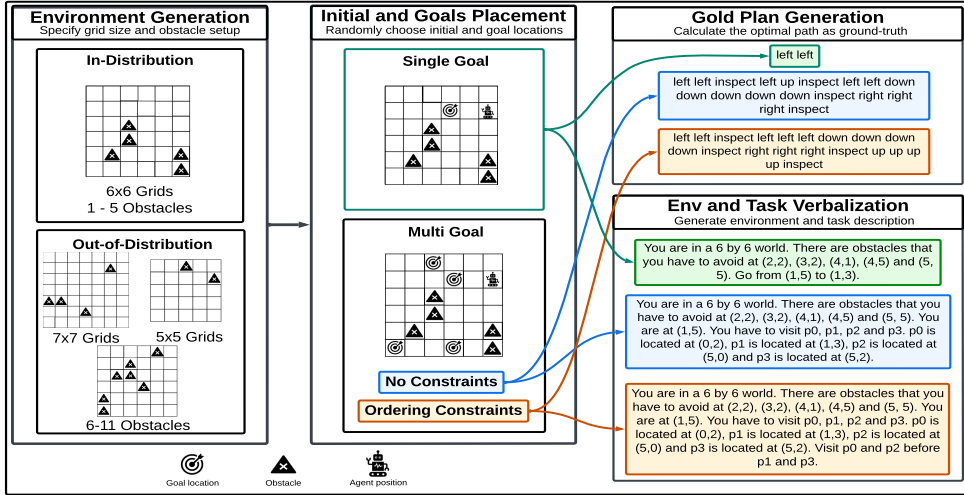 Environment Generation
Specify grid size and obstacle setup
In-Distribution
6x6 Grids
1 - 5 Obstacles
Out-of-Distribution
7x7 Grids
5x5 Grids
6-11 Obstacles
Initial and Goals Placement
Randomly choose initial and goal locations
Single Goal
Multi Goal
No Constraints
Ordering Constraints
Gold Plan Generation
Calculate the optimal path as ground-truth
left left
left left inspect left up inspect left left down
down down down down inspect right right
right inspect
left left inspect left left left down down down
down inspect right right right inspect up up up
up inspect
Env and Task Verbalization
Generate environment and task description
You are in a 6 by 6 world. There are obstacles that
you have to avoid at (2,2), (3,2), (4,1), (4,5) and (5,
5). Go from (1,5) to (1,3).
You are in a 6 by 6 world. There are obstacles that you
have to avoid at (2,2), (3,2), (4,1), (4,5) and (5, 5). You
are at (1,5). You have to visit p0, p1, p2 and p3. p0 is
located at (0,2), p1 is located at (1,3), p2 is located at
(5,0) and p3 is located at (5,2).
You are in a 6 by 6 world. There are obstacles that you
have to avoid at (2,2), (3,2), (4,1), (4,5) and (5, 5). You
are at (1,5). You have to visit p0, p1, p2 and p3. p0 is
located at (0,2), p1 is located at (1,3), p2 is located at
(5,0) and p3 is located at (5,2). Visit p0 and p2 before
p1 and p3.
Goal location
Obstacle
Agent position